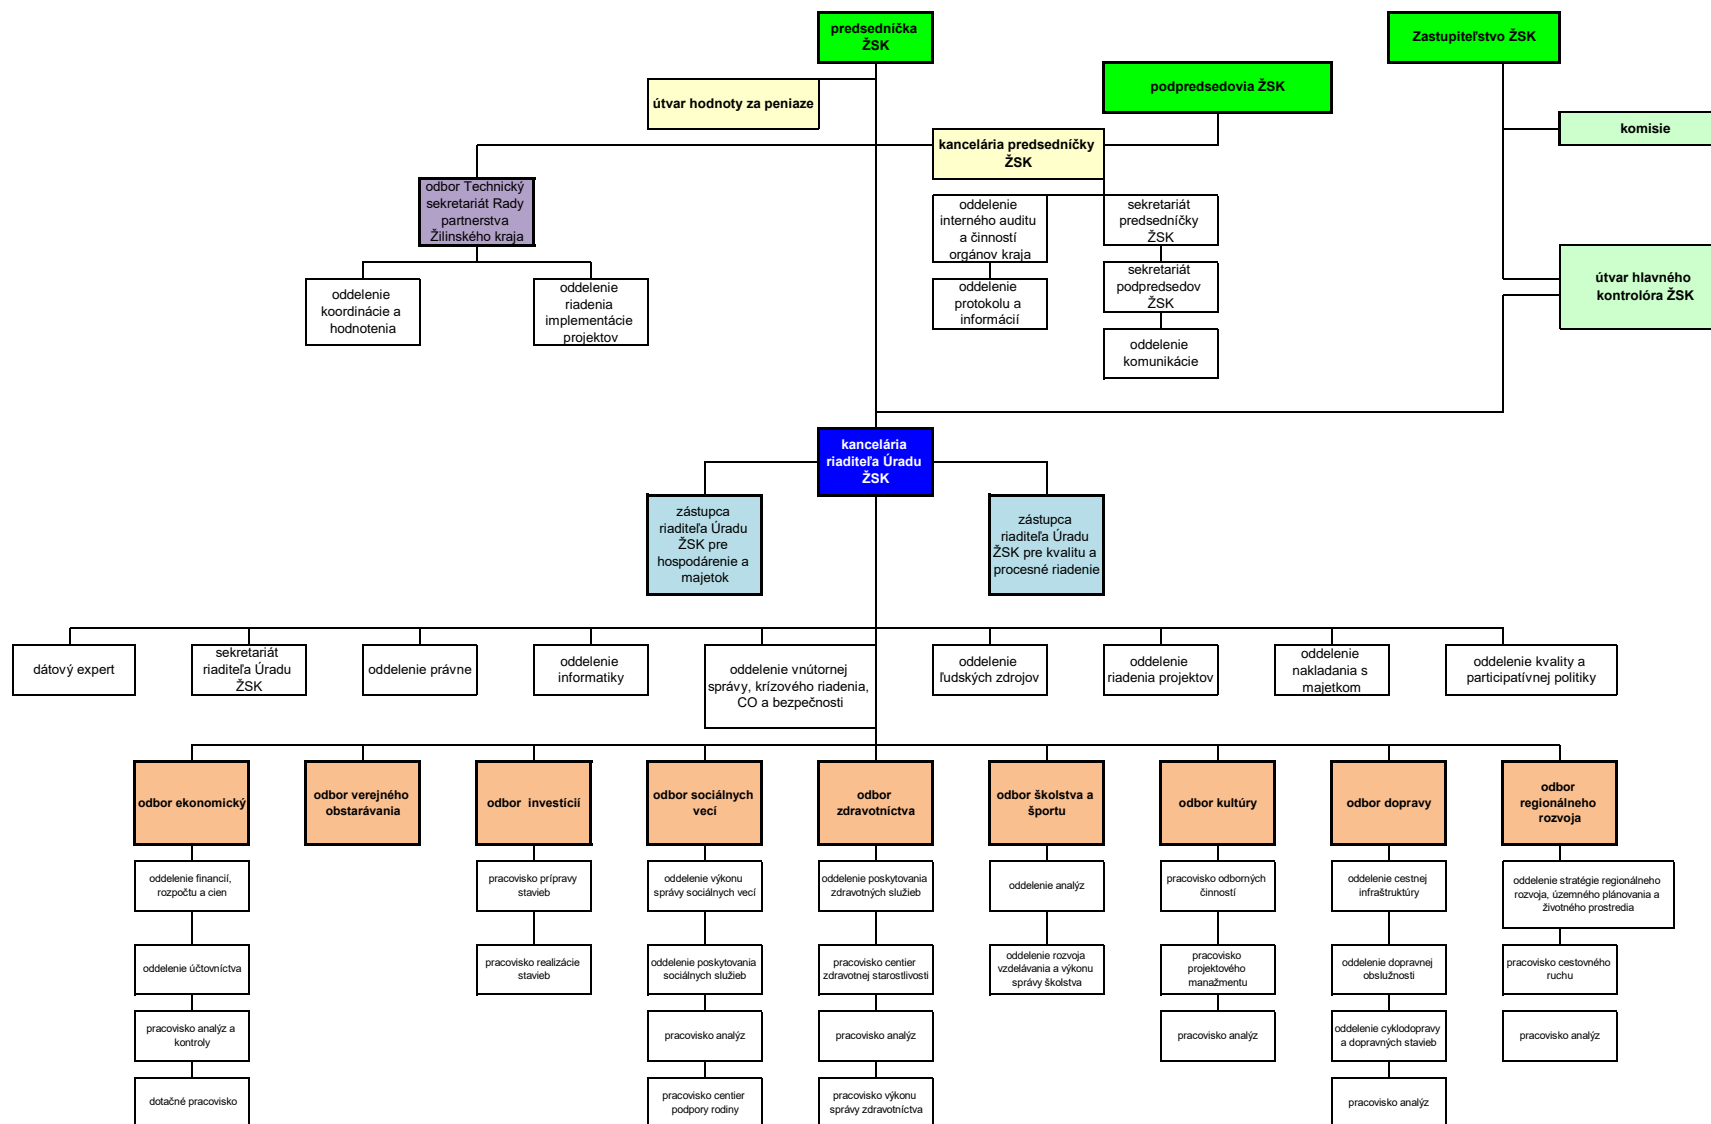 predsedníčka
ŽSK
Zastupiteľstvo ŽSK
útvar hodnoty za peniaze
podpredsedovia ŽSK
komisie
kancelária predsedníčky
ŽSK
odbor Technický
sekretariát Rady
partnerstva
Žilinského kraja
oddelenie
interného auditu
a činností
orgánov kraja
sekretariát
predsedníčky
ŽSK
oddelenie
koordinácie a
hodnotenia
oddelenie
riadenia
implementácie
projektov
oddelenie
protokolu a
informácií
sekretariát
podpredsedov
ŽSK
útvar hlavného
kontrolóra ŽSK
oddelenie
komunikácie
kancelária
riaditeľa Úradu
ŽSK
zástupca
riaditeľa Úradu
ŽSK pre
hospodárenie a
majetok
zástupca
riaditeľa Úradu
ŽSK pre kvalitu a
procesné riadenie
dátový expert
sekretariát
riaditeľa Úradu
ŽSK
oddelenie právne
oddelenie
informatiky
oddelenie vnútornej
správy, krízového riadenia,
CO a bezpečnosti
oddelenie
ľudských zdrojov
oddelenie
riadenia projektov
oddelenie
nakladania s
majetkom
oddelenie kvality a
participatívnej politiky
odbor ekonomický
odbor verejného
obstarávania
odbor  investícií
odbor sociálnych
vecí
odbor
zdravotníctva
odbor školstva a
športu
odbor kultúry
odbor dopravy
odbor
regionálneho
rozvoja
oddelenie financií,
rozpočtu a cien
pracovisko prípravy
stavieb
oddelenie výkonu
správy sociálnych vecí
oddelenie poskytovania
zdravotných služieb
oddelenie analýz
pracovisko odborných
činností
oddelenie cestnej
infraštruktúry
oddelenie stratégie regionálneho
rozvoja, územného plánovania a
životného prostredia
oddelenie účtovníctva
pracovisko realizácie
stavieb
oddelenie poskytovania
sociálnych služieb
pracovisko centier
zdravotnej starostlivosti
oddelenie rozvoja
vzdelávania a výkonu
správy školstva
pracovisko
projektového
manažmentu
oddelenie dopravnej
obslužnosti
pracovisko cestovného
ruchu
pracovisko analýz a
kontroly
pracovisko analýz
pracovisko analýz
pracovisko analýz
oddelenie cyklodopravy
a dopravných stavieb
pracovisko analýz
dotačné pracovisko
pracovisko centier
podpory rodiny
pracovisko výkonu
správy zdravotníctva
pracovisko analýz